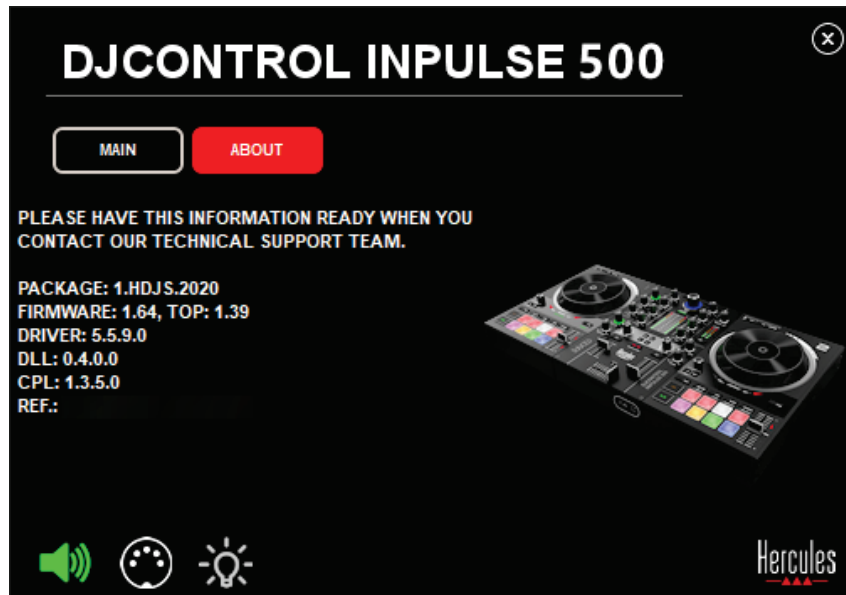 DJCONTROL INPULSE 500
MAIN
ABOUT
PLEASE HAVE THIS INFORMATION READY WHEN YOU
CONTACT OUR TECHNICAL SUPPORT TEAM.
PACKAGE: 1.HDJS.2020
FIRMWARE: 1.64, TOP: 1.39
DRIVER: 5.5.9.0
DLL: 0.4.0.0
CPL: 1.3.5.0
REF.:
Hercules